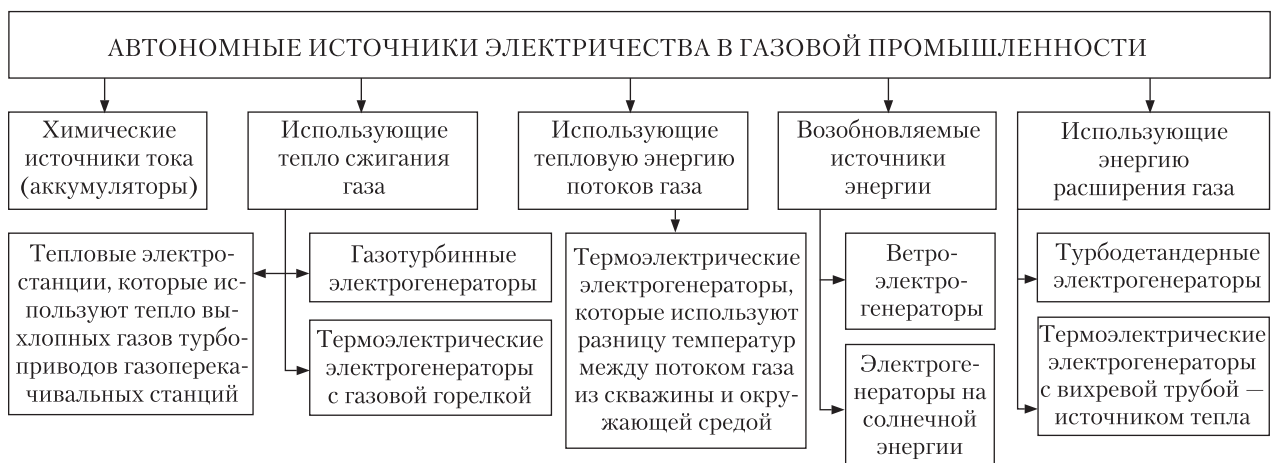 АВТОНОМНЫЕ ИСТОЧНИКИ ЭЛЕКТРИЧЕСТВА В ГАЗОВОЙ ПРОМЫШЛЕННОСТИ
Химические
источники тока
(аккумуляторы)
Использующие
тепло сжигания
газа
Использующие
тепловую энергию
потоков газа
Возобновляемые
источники
энергии
Использующие
энергию
расширения газа
Тепловые электро-
станции, которые ис-
пользуют тепло вы-
хлопных газов турбо-
приводов газоперека-
чивальных станций
Газотурбинные
электрогенераторы
Термоэлектрические
электрогенераторы
с газовой горелкой
Термоэлектрические
электрогенераторы,
которые используют
разницу температур
между потоком газа
из скважины и окру-
жающей средой
Ветро-
электро-
генераторы
Электроге-
нераторы на
солнечной
энергии
Турбодетандерные
электрогенераторы
Термоэлектрические
электрогенераторы
с вихревой трубой —
источником тепла